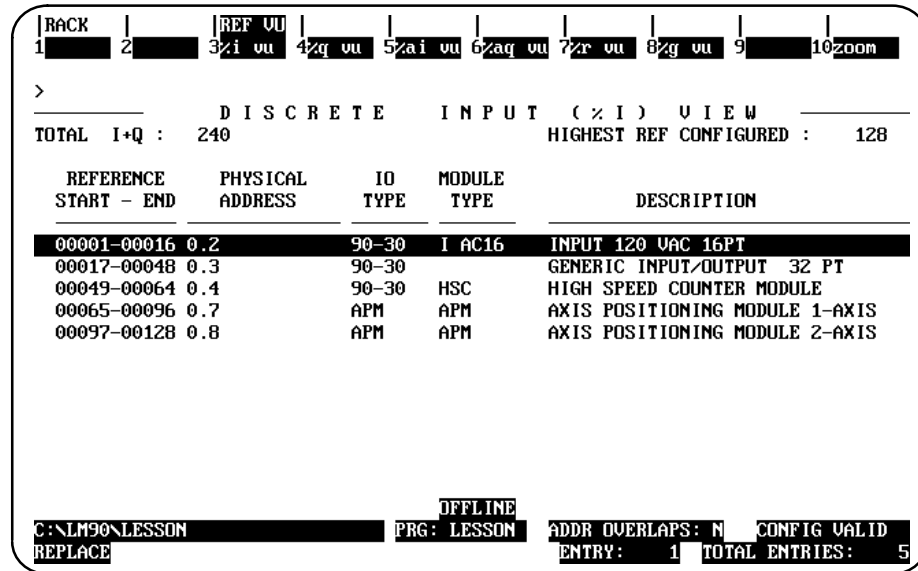 |RACK | |REF VU | | | | | |
1 2 3%i vu 4%q vu 5%ai vu 6%aq vu 7%r vu 8%g vu 9 10zoom
>
D I S C R E T E I N P U T ( % I ) V I E W
TOTAL I+Q : 240 HIGHEST REF CONFIGURED : 128
REFERENCE PHYSICAL IO MODULE
START - END ADDRESS TYPE TYPE DESCRIPTION
00001-00016 0.2 90-30 I AC16 INPUT 120 VAC 16PT
00017-00048 0.3 90-30 GENERIC INPUT/OUTPUT 32 PT
00049-00064 0.4 90-30 HSC HIGH SPEED COUNTER MODULE
00065-00096 0.7 APM APM AXIS POSITIONING MODULE 1-AXIS
00097-00128 0.8 APM APM AXIS POSITIONING MODULE 2-AXIS
OFFLINE
C:\LM90\LESSON PRG: LESSON ADDR OVERLAPS: N CONFIG VALID
REPLACE ENTRY: 1 TOTAL ENTRIES: 5